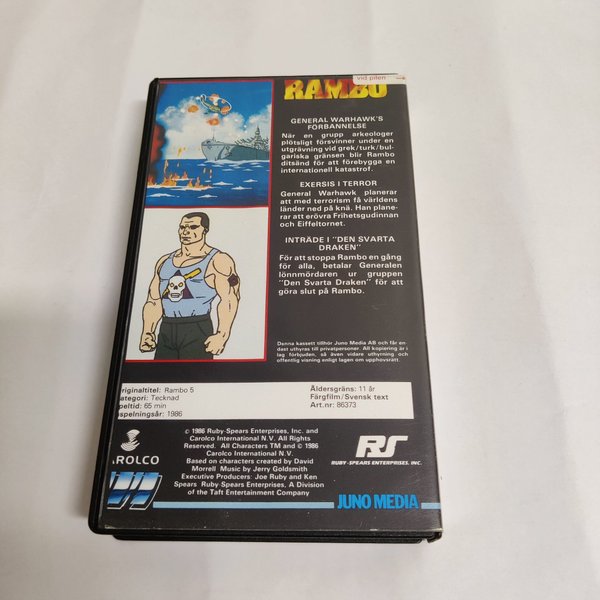 vid pilen →
RAMBO
GENERAL WARHAWK'S
FÖRBANNELSE
När en grupp arkeologer
plötsligt försvinner under en
utgrävning vid grek/turk/bul-
gariska gränsen blir Rambo
ditsänd för att förebygga en
internationell katastrof.
EXERSIS I TERROR
General Warhawk planerar
att med terrorism få världens
länder ned på knä. Han plane-
rar att erövra Frihetsgudinnan
och Eiffeltornet.
INTRÄDE I "DEN SVARTA
DRAKEN"
För att stoppa Rambo en gång
för alla, betalar Generalen
lönnmördaren ur gruppen
"Den Svarta Draken" för att
göra slut på Rambo.
Denna kassett tillhör Juno Media AB och får en-
dast uthyras till privatpersoner. All kopiering är i
lag förbjuden, så även vidare uthyrning och
offentlig visning enligt lagen om upphovsrätt.
riginaltitel: Rambo 5
ategori: Tecknad
peltid: 65 min
nspelningsår: 1986
Åldersgräns: 11 år
Färgfilm/Svensk text
Art.nr: 86373
© 1986 Ruby-Spears Enterprises, Inc. and
Carolco International N.V. All Rights
Reserved. All Characters TM and © 1986
Carolco International N.V.
Based on characters created by David
Morrell Music by Jerry Goldsmith
Executive Producers: Joe Ruby and Ken
Spears Ruby-Spears Enterprises, A Division
of the Taft Entertainment Company
AROLCO
RS
RUBY-SPEARS ENTERPRISES, INC.
JUNO MEDIA